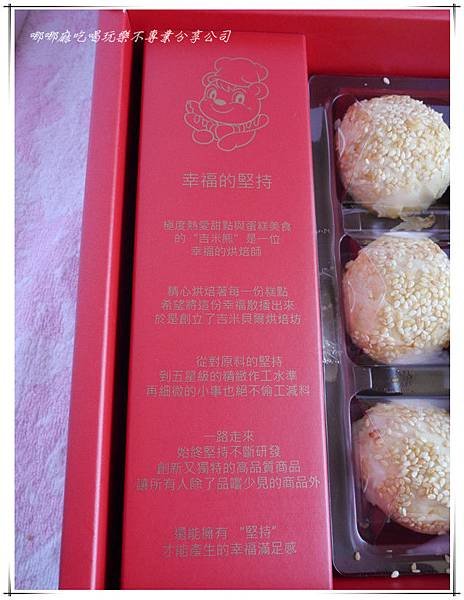 嘟嘟麻吃喝玩樂不專業分享公司
幸福的堅持
極度熱愛甜點與蛋糕美食
的“吉米熊”是一位
幸福的烘焙師
精心烘焙著每一份糕點
希望將這份幸福散播出來
於是創立了吉米貝爾烘焙坊
從對原料的堅持
到五星級的精緻作工水準
再細微的小事也絕不偷工減料
一路走來
始終堅持不斷研發
創新又獨特的高品質商品
讓所有人除了品嚐少見的商品外
還能擁有“堅持”
才能產生的幸福滿足感